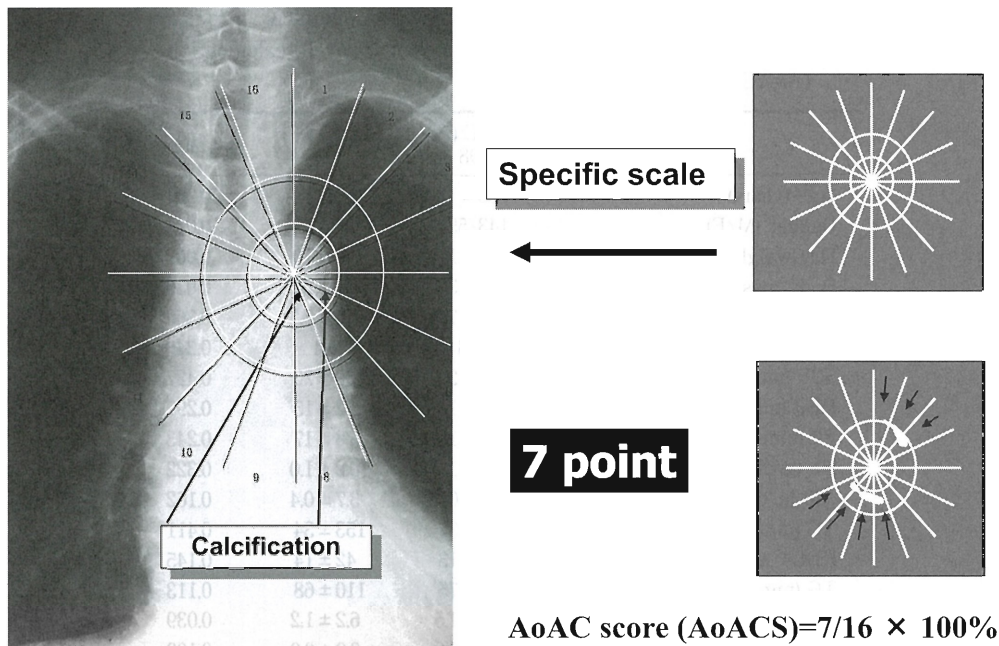 16
1
15
2
Specific scale
7 point
10
9
8
Calcification
AoAC score (AoACS)=7/16 × 100%